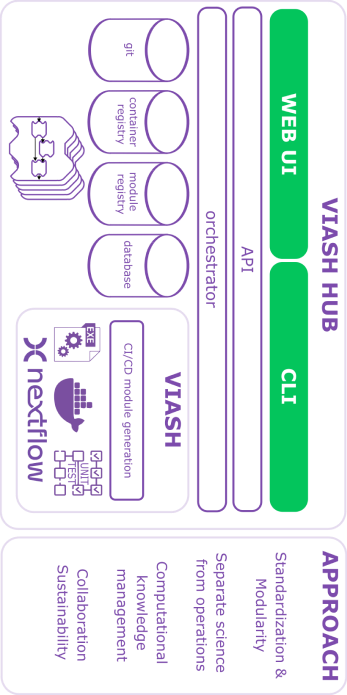 VIASH HUB
WEB UI
CLI
API
orchestrator
git
container
registry
module
registry
database
VIASH
CI/CD module generation
EXE
UNIT
TEST
nextflow
APPROACH
Standardization &
Modularity
Separate science
from operations
Computational
knowledge
management
Collaboration
Sustainability